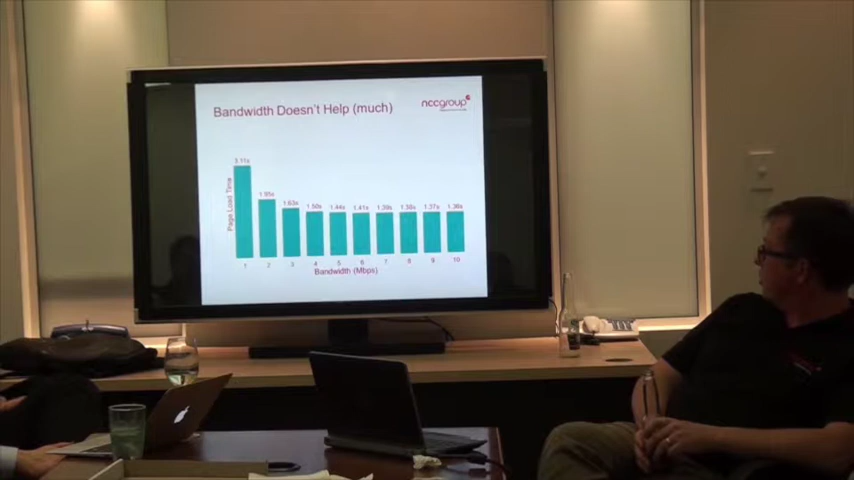 Bandwidth Doesn't Help (much)
nccgroup
3.11s
1.95s
1.63s
1.50s
1.44s
1.41s
1.39s
1.38s
1.37s
1.36s
Page Load Time
1 2 3 4 5 6 7 8 9 10
Bandwidth (Mbps)